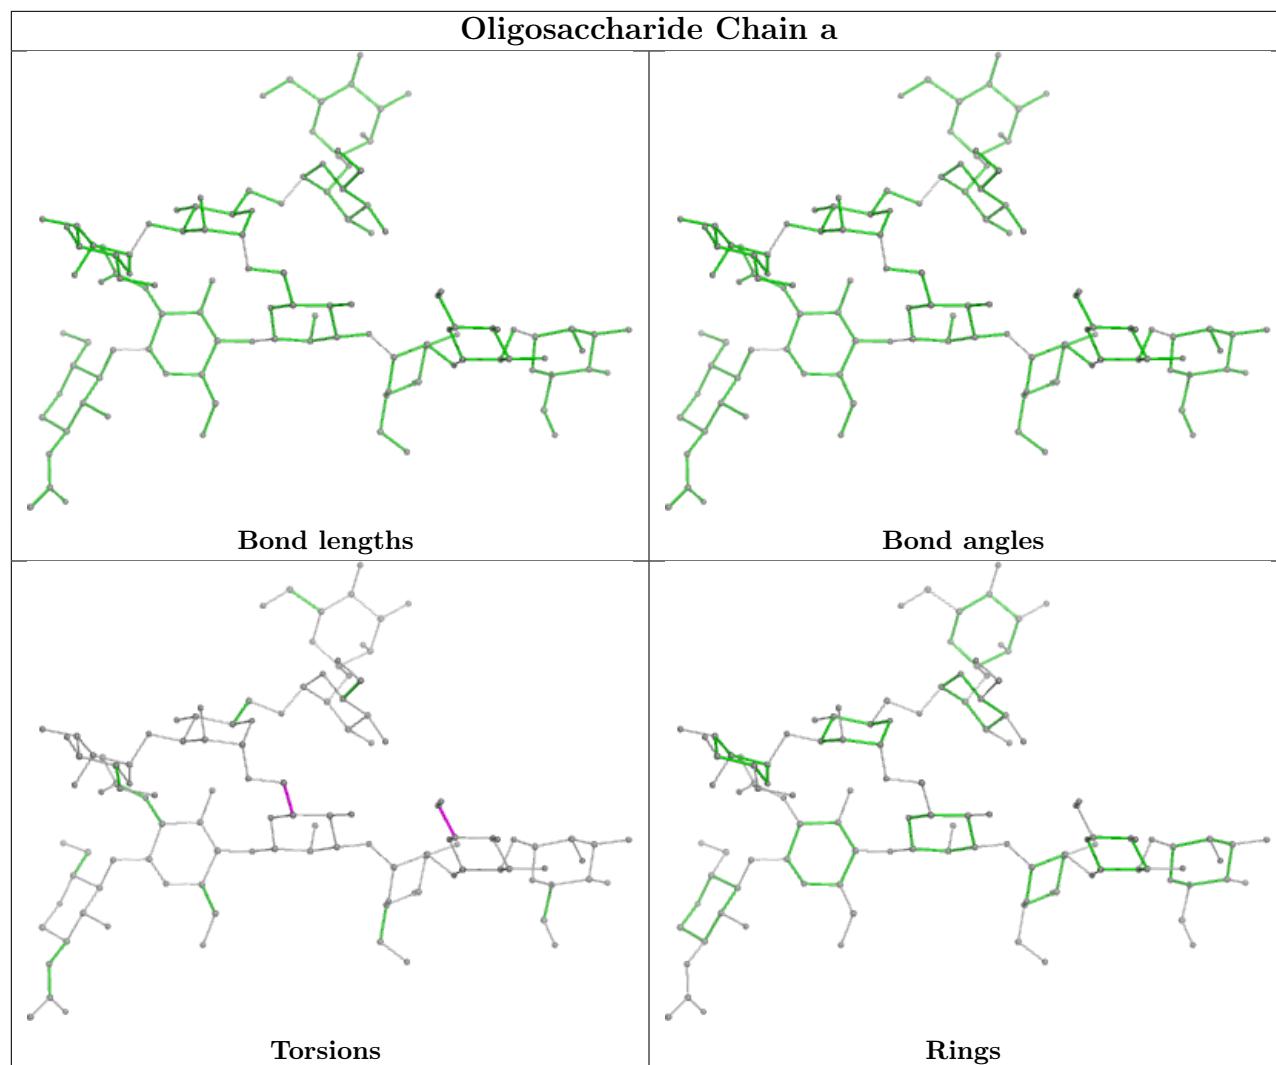 Oligosaccharide Chain a
Bond lengths
Bond angles
Torsions
Rings